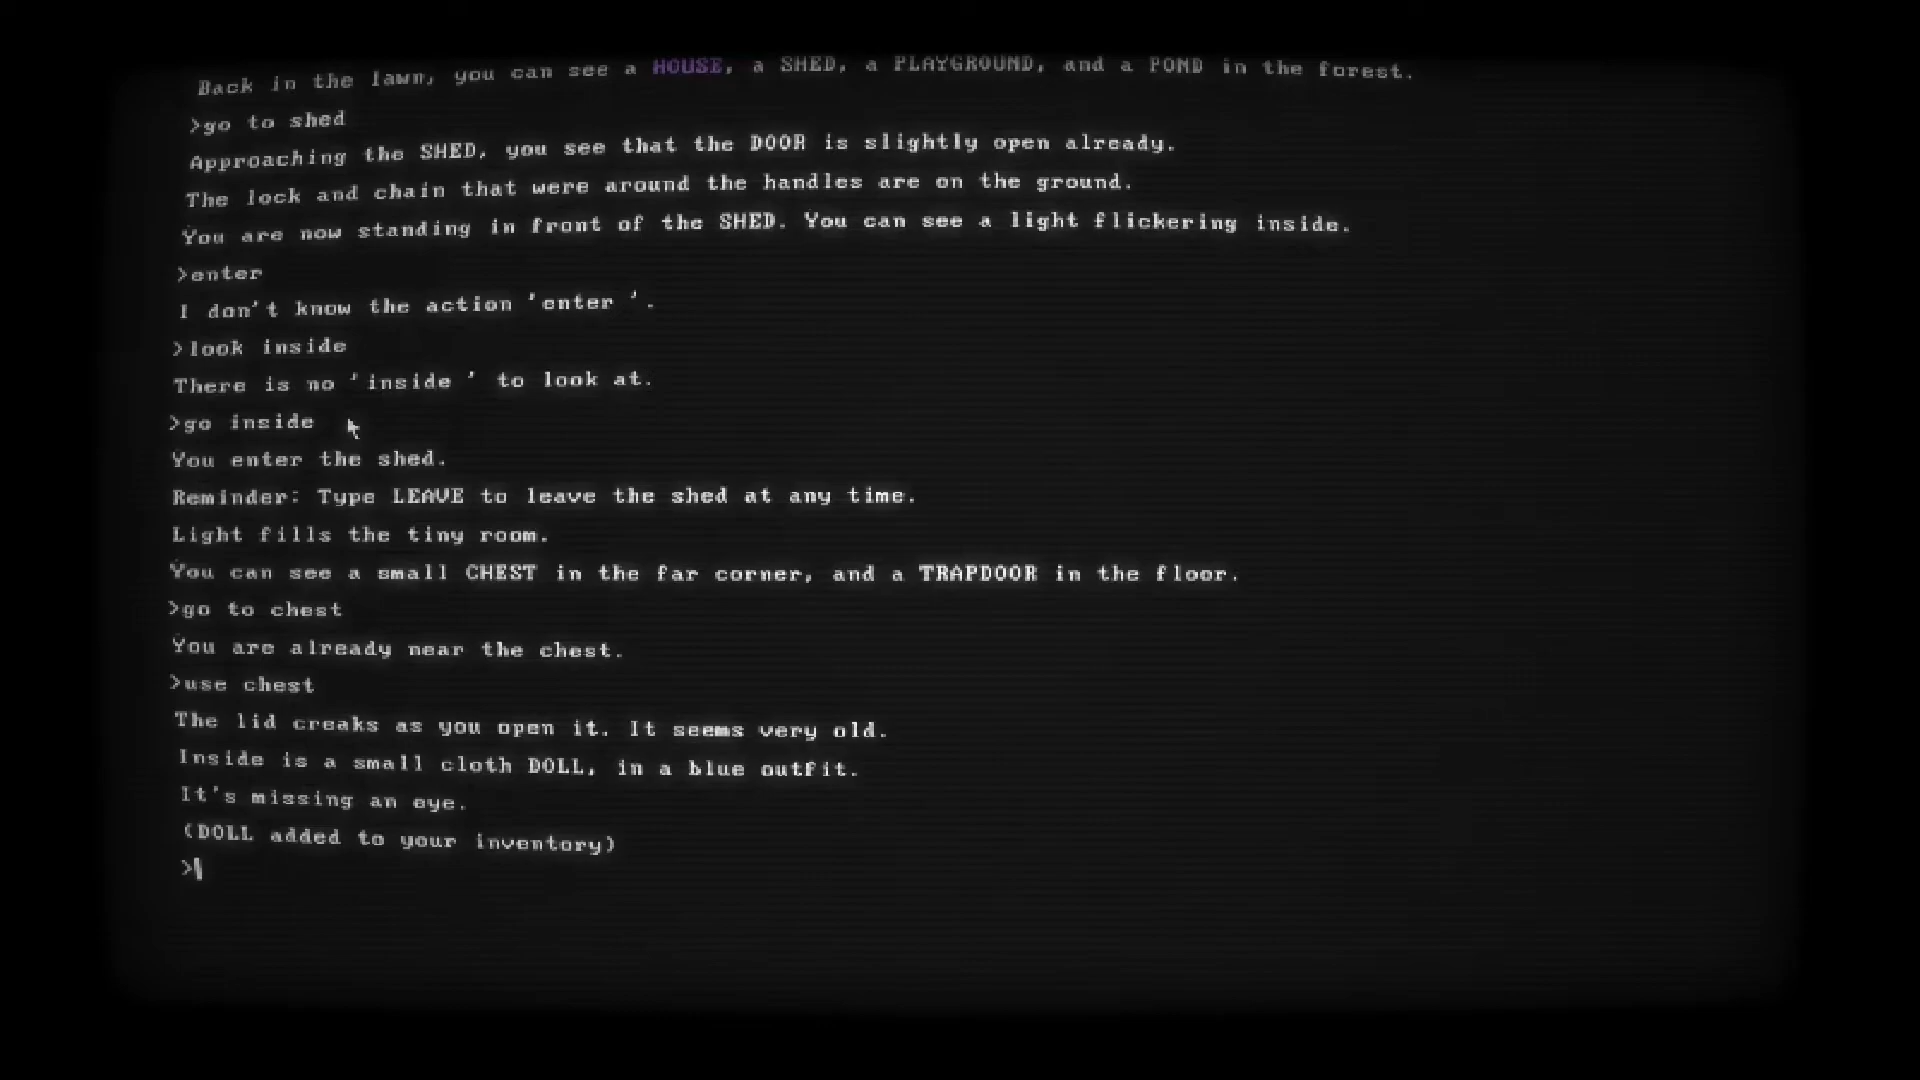 Back in the lawn, you can see a HOUSE, a SHED, a PLAYGROUND, and a POND in the forest.
>go to shed
Approaching the SHED, you see that the DOOR is slightly open already.
The lock and chain that were around the handles are on the ground.
You are now standing in front of the SHED. You can see a light flickering inside.
>enter
I don't know the action 'enter '.
>look inside
There is no 'inside ' to look at.
>go inside
You enter the shed.
Reminder: Type LEAVE to leave the shed at any time.
Light fills the tiny room.
You can see a small CHEST in the far corner, and a TRAPDOOR in the floor.
>go to chest
You are already near the chest.
>use chest
The lid creaks as you open it. It seems very old.
Inside is a small cloth DOLL, in a blue outfit.
It's missing an eye.
(DOLL added to your inventory)
>